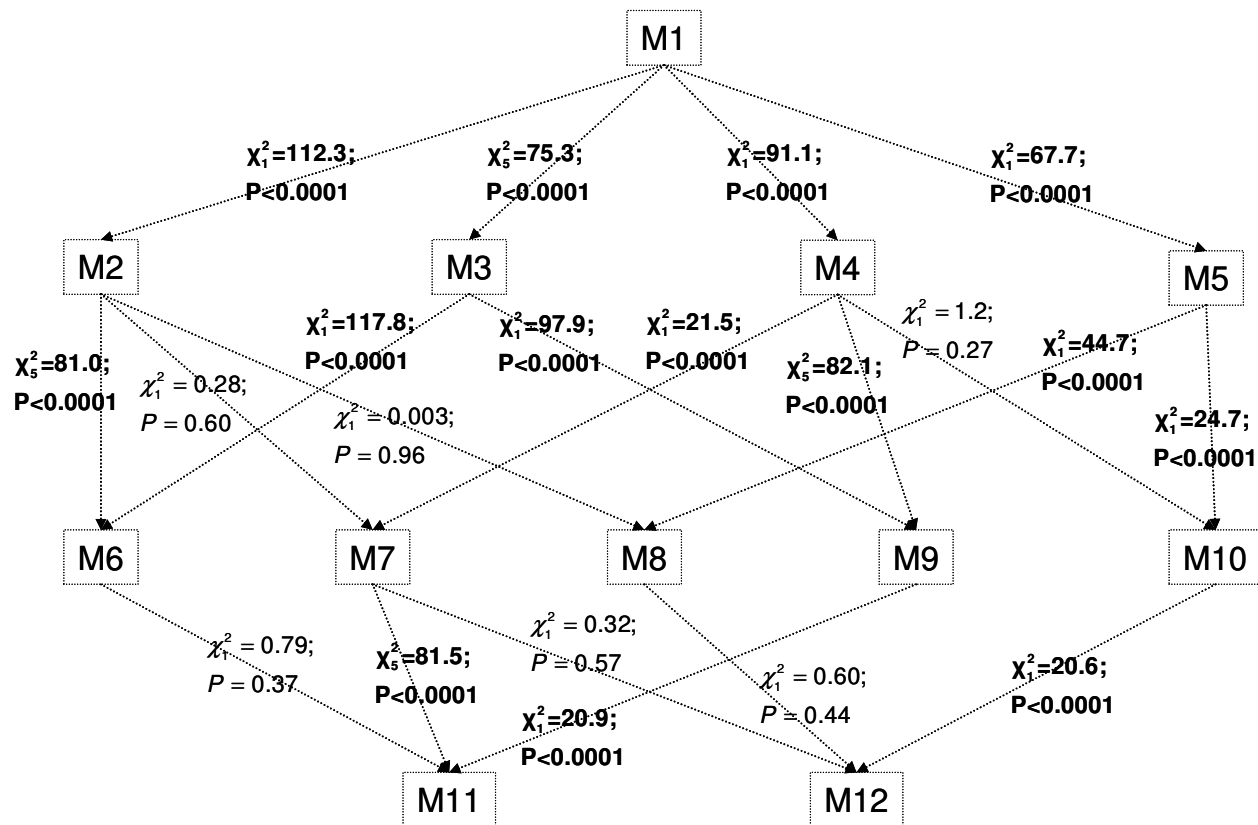 M1
χ²₁=112.3;
P<0.0001
χ²₅=75.3;
P<0.0001
χ²₁=91.1;
P<0.0001
χ²₁=67.7;
P<0.0001
M2
M3
M4
M5
χ²₅=81.0;
P<0.0001
χ²₁ = 0.28;
P = 0.60
χ²₁=117.8;
P<0.0001
χ²₁ = 0.003;
P = 0.96
χ²₁=97.9;
P<0.0001
χ²₁=21.5;
P<0.0001
χ²₅=82.1;
P<0.0001
χ²₁ = 1.2;
P = 0.27
χ²₁=44.7;
P<0.0001
χ²₁=24.7;
P<0.0001
M6
M7
M8
M9
M10
χ²₁ = 0.79;
P = 0.37
χ²₅=81.5;
P<0.0001
χ²₁ = 0.32;
P = 0.57
χ²₁=20.9;
P<0.0001
χ²₁ = 0.60;
P = 0.44
χ²₁=20.6;
P<0.0001
M11
M12